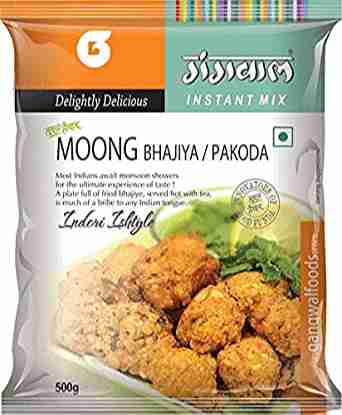 गंगवाल
Delightly Delicious
INSTANT MIX
MOONG BHAJIYA / PAKODA
Most Indians await monsoon showers
for the ultimate experience of taste !
A plate full of fried bhajiye, served hot with tea,
is much of a bribe to any Indian tongue.
Indori Ishtyle
gangwalfoods.com
500g